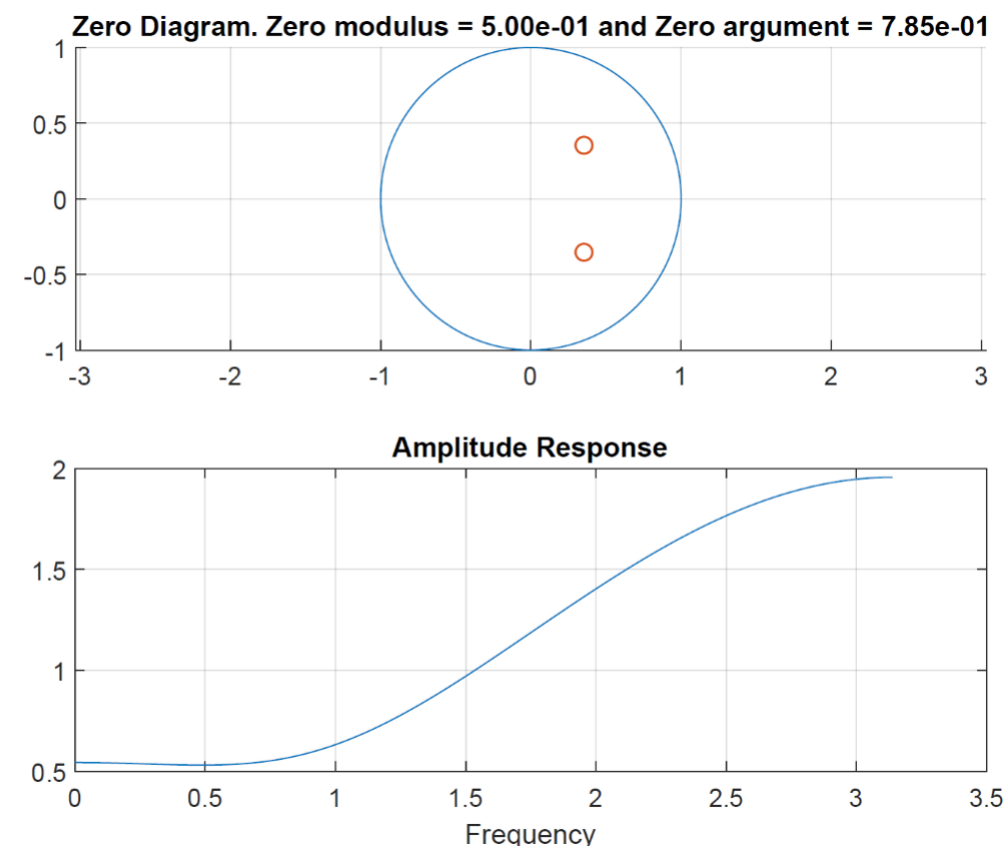 Zero Diagram. Zero modulus = 5.00e-01 and Zero argument = 7.85e-01
1
0.5
0
-0.5
-1
-3 -2 -1 0 1 2 3
Amplitude Response
2
1.5
1
0.5
0 0.5 1 1.5 2 2.5 3 3.5
Frequency